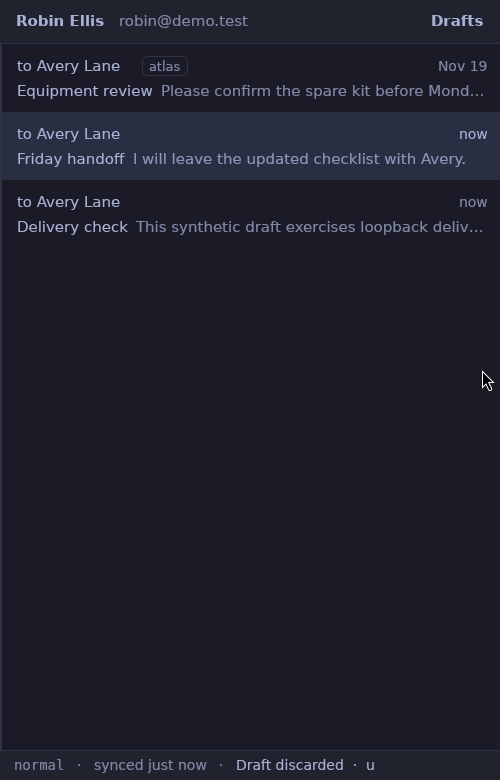 Robin Ellis robin@demo.test Drafts
to Avery Lane atlas Nov 19
Equipment review Please confirm the spare kit before Mond…
to Avery Lane now
Friday handoff I will leave the updated checklist with Avery.
to Avery Lane now
Delivery check This synthetic draft exercises loopback deliv…
normal · synced just now · Draft discarded · u